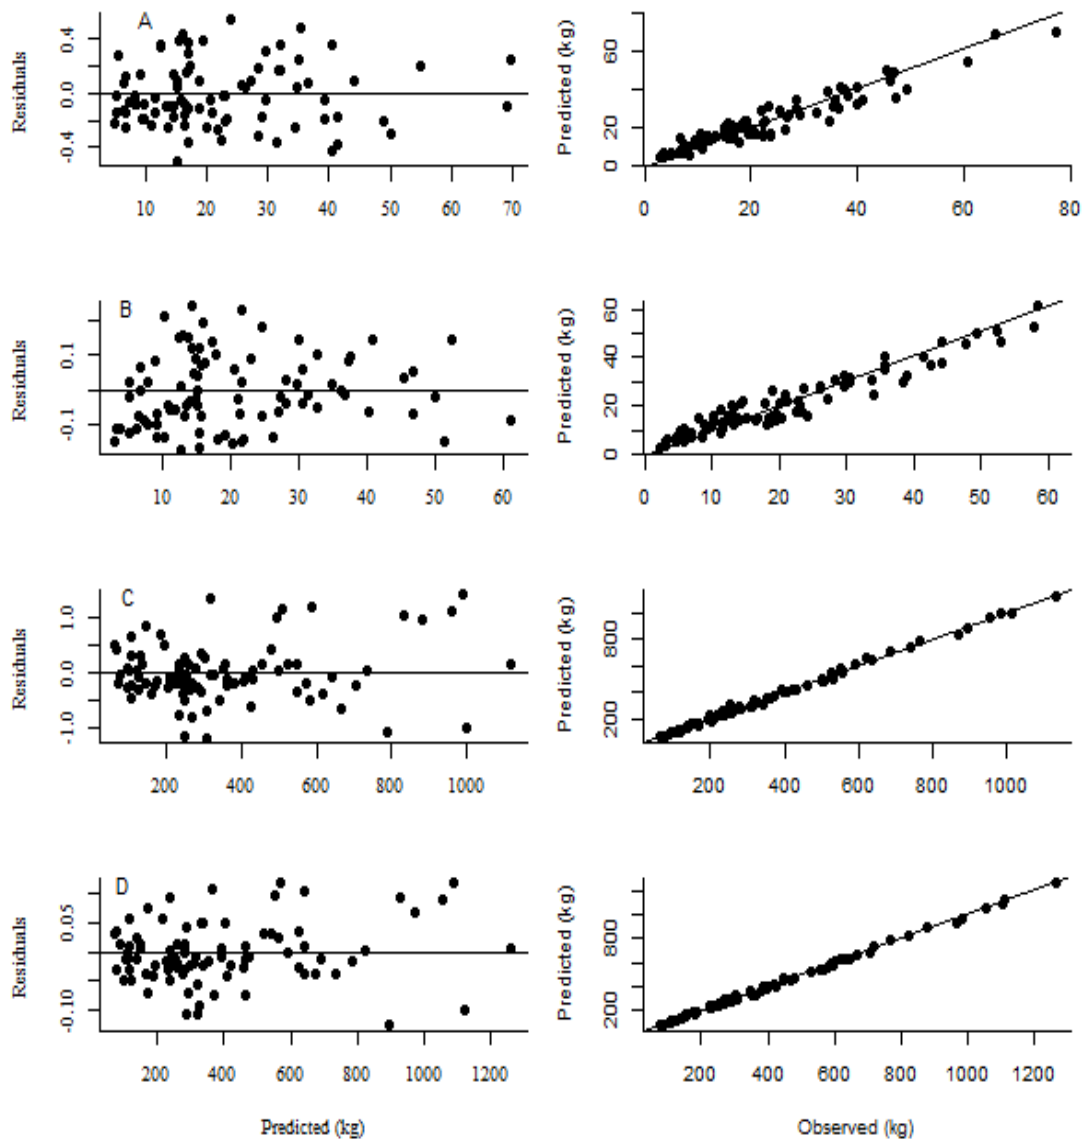 A
Residuals
0.4
0.0
-0.4
10 20 30 40 50 60 70
Predicted (kg)
60
20
0
0 20 40 60 80
B
Residuals
0.1
-0.1
10 20 30 40 50 60
Predicted (kg)
60
40
20
0
0 10 20 30 40 50 60
C
Residuals
1.0
0.0
-1.0
200 400 600 800 1000
Predicted (kg)
800
200
200 400 600 800 1000
D
Residuals
0.05
-0.10
200 400 600 800 1000 1200
Predicted (kg)
Predicted (kg)
800
200
200 400 600 800 1000 1200
Observed (kg)